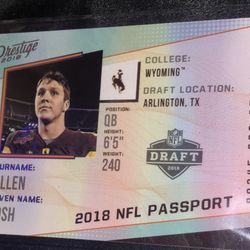 Prestige
2018
COLLEGE:
WYOMING™
DRAFT LOCATION:
ARLINGTON, TX
POSITION:
QB
HEIGHT:
6'5"
WEIGHT:
240
NFL
DRAFT
2018
URNAME:
LLEN
IVEN NAME:
OSH
2018 NFL PASSPORT